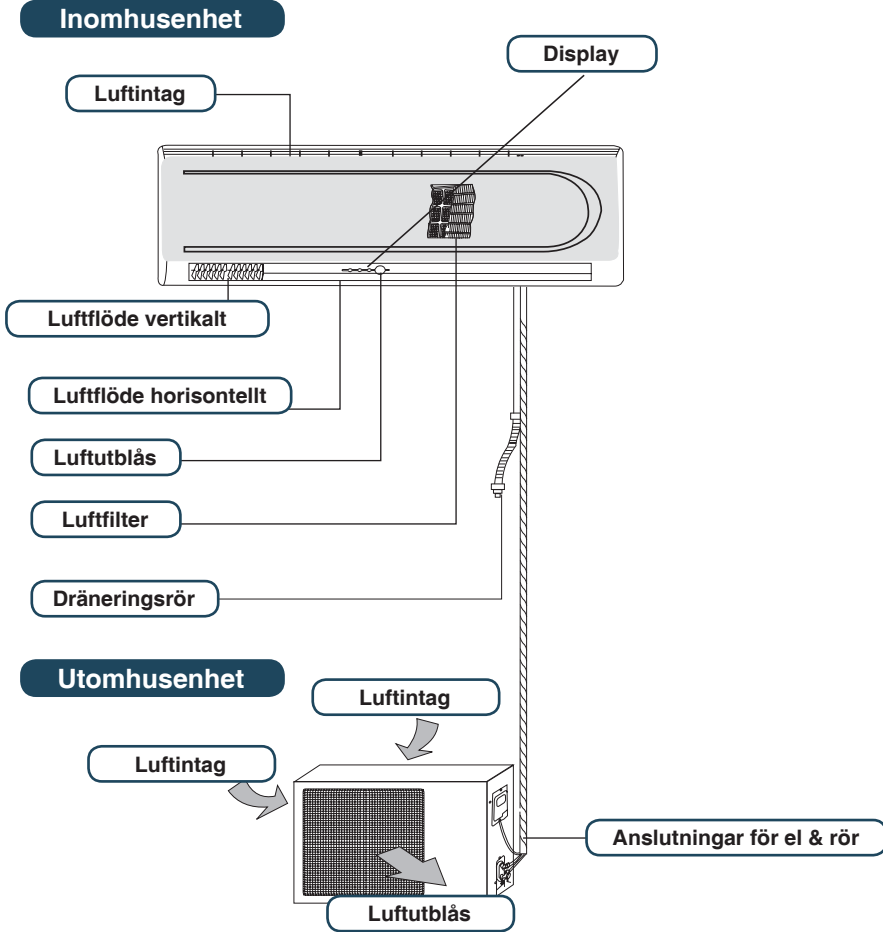 Inomhusenhet
Display
Luftintag
Luftflöde vertikalt
Luftflöde horisontellt
Luftutblås
Luftfilter
Dräneringsrör
Utomhusenhet
Luftintag
Luftintag
Anslutningar för el & rör
Luftutblås